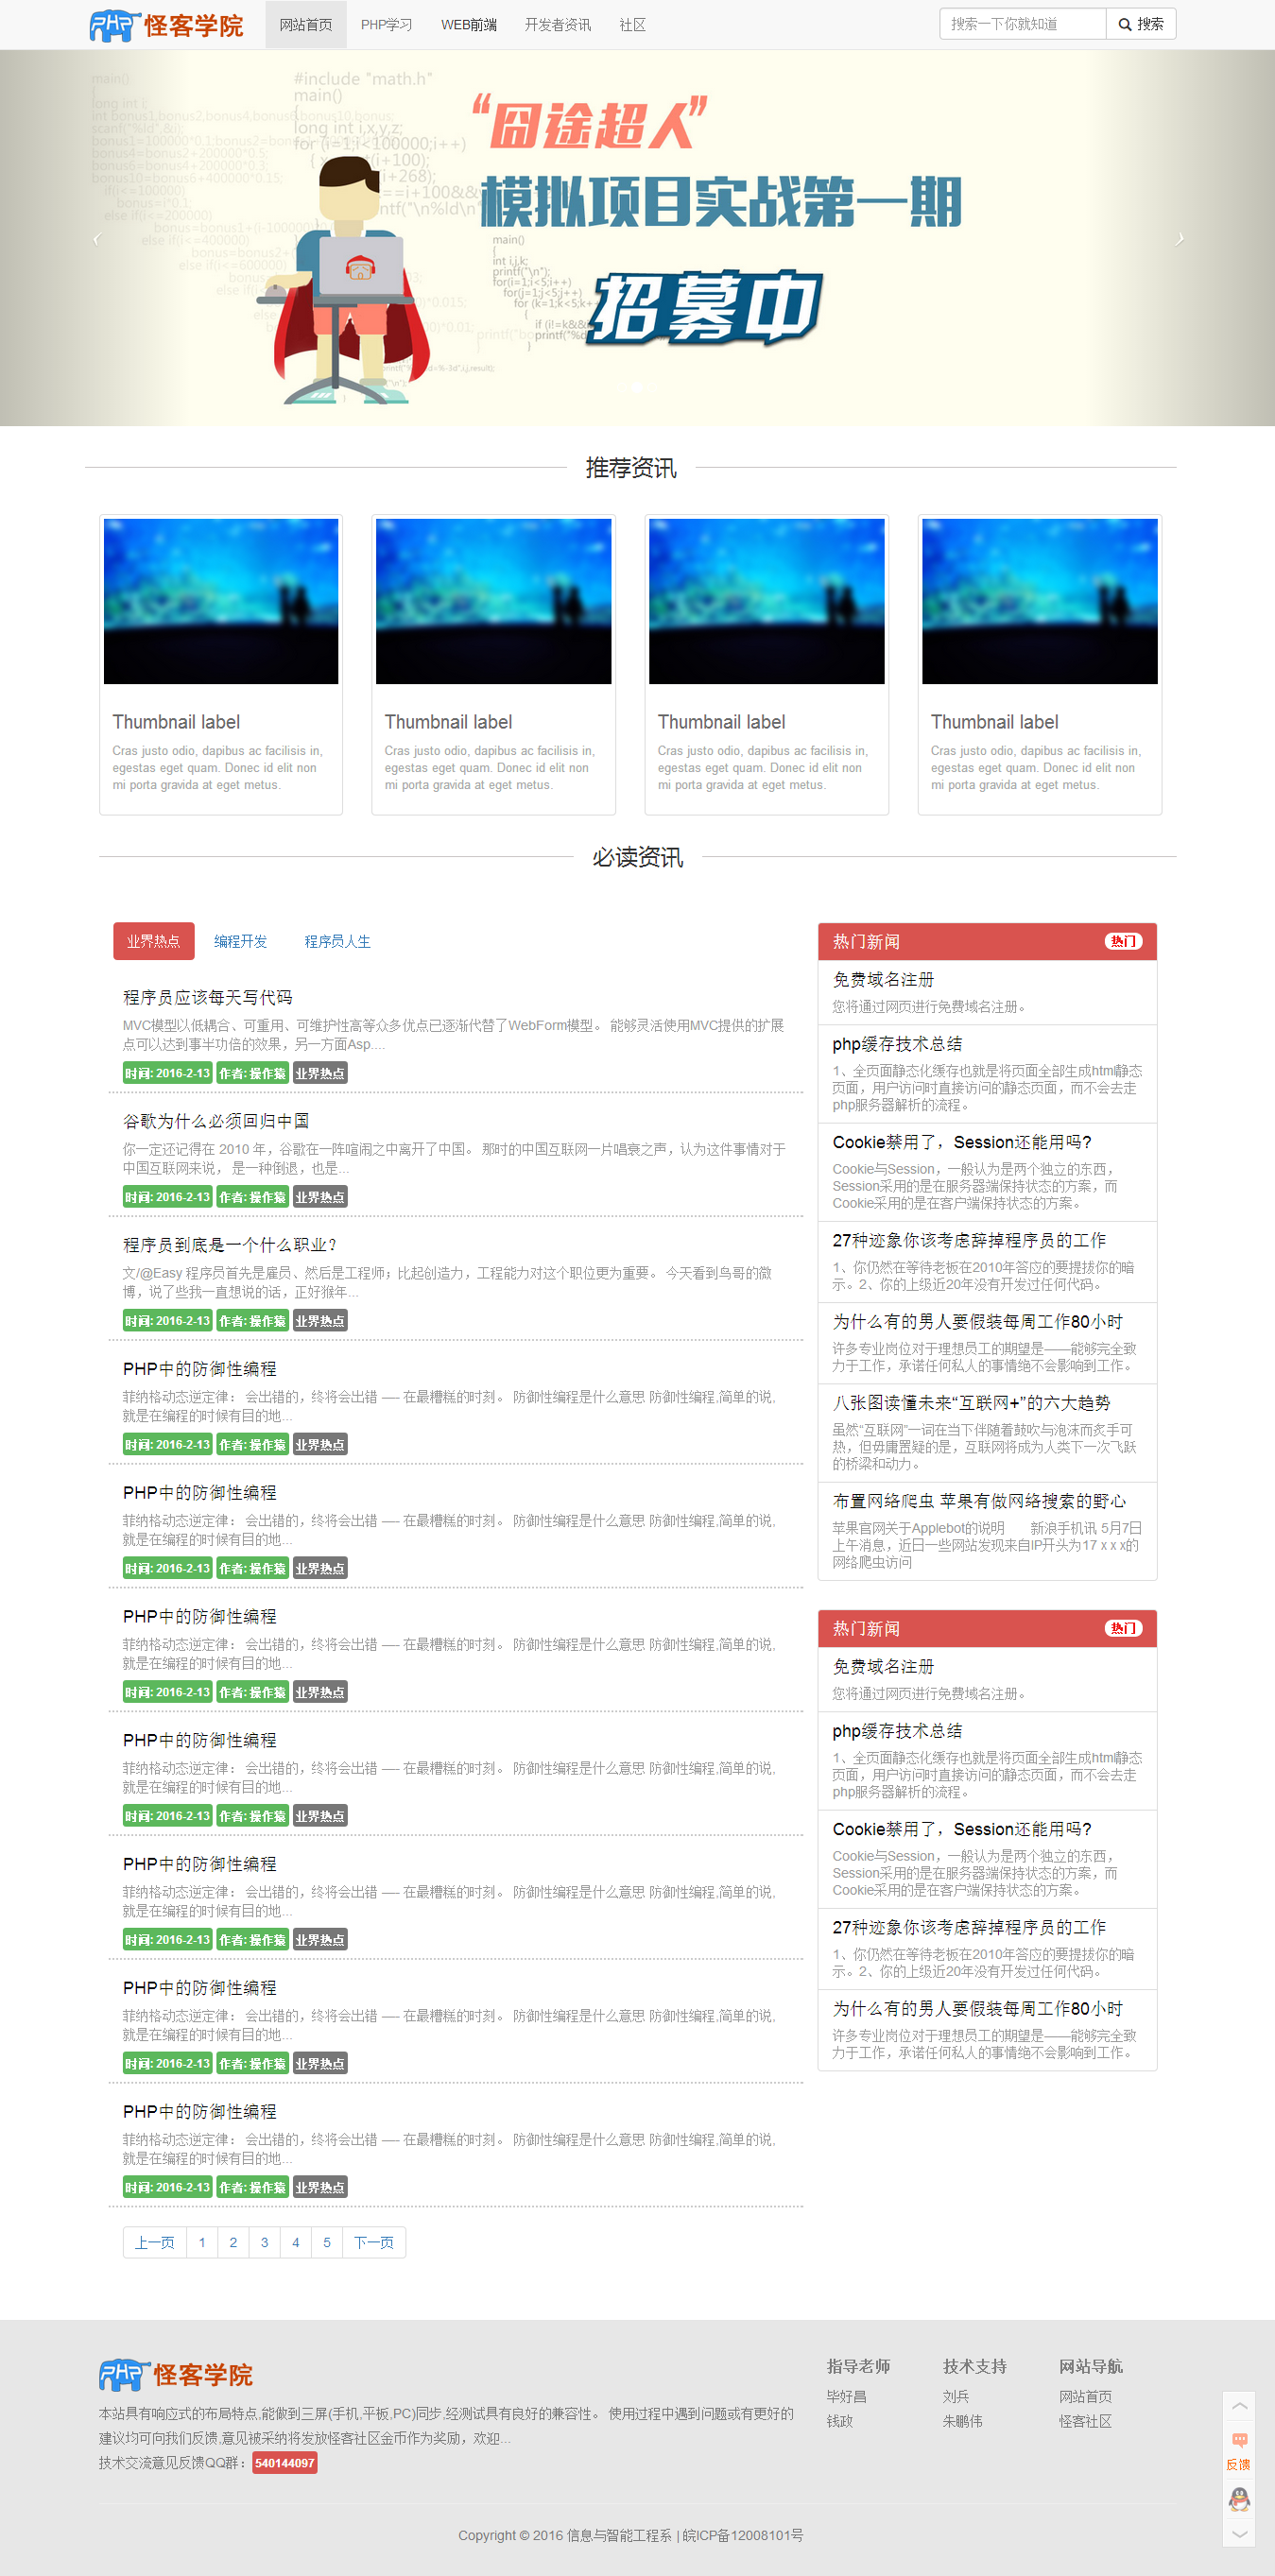 PHP 怪客学院
网站首页 PHP学习 WEB前端 开发者资讯 社区
搜索一下你就知道 搜索
“囧途超人”
模拟项目实战第一期
招募中
推荐资讯
Thumbnail label
Cras justo odio, dapibus ac facilisis in,
egestas eget quam. Donec id elit non
mi porta gravida at eget metus.
Thumbnail label
Cras justo odio, dapibus ac facilisis in,
egestas eget quam. Donec id elit non
mi porta gravida at eget metus.
Thumbnail label
Cras justo odio, dapibus ac facilisis in,
egestas eget quam. Donec id elit non
mi porta gravida at eget metus.
Thumbnail label
Cras justo odio, dapibus ac facilisis in,
egestas eget quam. Donec id elit non
mi porta gravida at eget metus.
必读资讯
业界热点 编程开发 程序员人生
程序员应该每天写代码
MVC模型以低耦合、可重用、可维护性高等众多优点已逐渐代替了WebForm模型。 能够灵活使用MVC提供的扩展
点可以达到事半功倍的效果，另一方面Asp....
时间: 2016-2-13 作者: 操作猿 业界热点
谷歌为什么必须回归中国
你一定还记得在 2010 年，谷歌在一阵喧闹之中离开了中国。 那时的中国互联网一片唱衰之声，认为这件事情对于
中国互联网来说， 是一种倒退，也是...
时间: 2016-2-13 作者: 操作猿 业界热点
程序员到底是一个什么职业?
文/@Easy 程序员首先是雇员、然后是工程师；比起创造力，工程能力对这个职位更为重要。 今天看到鸟哥的微
博，说了些我一直想说的话，正好猴年...
时间: 2016-2-13 作者: 操作猿 业界热点
PHP中的防御性编程
菲纳格动态逆定律： 会出错的，终将会出错 —- 在最糟糕的时刻。 防御性编程是什么意思 防御性编程,简单的说,
就是在编程的时候有目的地...
时间: 2016-2-13 作者: 操作猿 业界热点
PHP中的防御性编程
菲纳格动态逆定律： 会出错的，终将会出错 —- 在最糟糕的时刻。 防御性编程是什么意思 防御性编程,简单的说,
就是在编程的时候有目的地...
时间: 2016-2-13 作者: 操作猿 业界热点
PHP中的防御性编程
菲纳格动态逆定律： 会出错的，终将会出错 —- 在最糟糕的时刻。 防御性编程是什么意思 防御性编程,简单的说,
就是在编程的时候有目的地...
时间: 2016-2-13 作者: 操作猿 业界热点
PHP中的防御性编程
菲纳格动态逆定律： 会出错的，终将会出错 —- 在最糟糕的时刻。 防御性编程是什么意思 防御性编程,简单的说,
就是在编程的时候有目的地...
时间: 2016-2-13 作者: 操作猿 业界热点
PHP中的防御性编程
菲纳格动态逆定律： 会出错的，终将会出错 —- 在最糟糕的时刻。 防御性编程是什么意思 防御性编程,简单的说,
就是在编程的时候有目的地...
时间: 2016-2-13 作者: 操作猿 业界热点
PHP中的防御性编程
菲纳格动态逆定律： 会出错的，终将会出错 —- 在最糟糕的时刻。 防御性编程是什么意思 防御性编程,简单的说,
就是在编程的时候有目的地...
时间: 2016-2-13 作者: 操作猿 业界热点
PHP中的防御性编程
菲纳格动态逆定律： 会出错的，终将会出错 —- 在最糟糕的时刻。 防御性编程是什么意思 防御性编程,简单的说,
就是在编程的时候有目的地...
时间: 2016-2-13 作者: 操作猿 业界热点
上一页 1 2 3 4 5 下一页
热门新闻 热门
免费域名注册
您将通过网页进行免费域名注册。
php缓存技术总结
1、全页面静态化缓存也就是将页面全部生成html静态
页面，用户访问时直接访问的静态页面，而不会去走
php服务器解析的流程。
Cookie禁用了，Session还能用吗?
Cookie与Session，一般认为是两个独立的东西，
Session采用的是在服务器端保持状态的方案，而
Cookie采用的是在客户端保持状态的方案。
27种迹象你该考虑辞掉程序员的工作
1、你仍然在等待老板在2010年答应的要提拔你的暗
示。2、你的上级近20年没有开发过任何代码。
为什么有的男人要假装每周工作80小时
许多专业岗位对于理想员工的期望是——能够完全致
力于工作，承诺任何私人的事情绝不会影响到工作。
八张图读懂未来“互联网+”的六大趋势
虽然“互联网”一词在当下伴随着鼓吹与泡沫而炙手可
热，但毋庸置疑的是，互联网将成为人类下一次飞跃
的桥梁和动力。
布置网络爬虫 苹果有做网络搜索的野心
苹果官网关于Applebot的说明　　新浪手机讯 5月7日
上午消息，近日一些网站发现来自IP开头为17 x x x的
网络爬虫访问
热门新闻 热门
免费域名注册
您将通过网页进行免费域名注册。
php缓存技术总结
1、全页面静态化缓存也就是将页面全部生成html静态
页面，用户访问时直接访问的静态页面，而不会去走
php服务器解析的流程。
Cookie禁用了，Session还能用吗?
Cookie与Session，一般认为是两个独立的东西，
Session采用的是在服务器端保持状态的方案，而
Cookie采用的是在客户端保持状态的方案。
27种迹象你该考虑辞掉程序员的工作
1、你仍然在等待老板在2010年答应的要提拔你的暗
示。2、你的上级近20年没有开发过任何代码。
为什么有的男人要假装每周工作80小时
许多专业岗位对于理想员工的期望是——能够完全致
力于工作，承诺任何私人的事情绝不会影响到工作。
PHP 怪客学院
本站具有响应式的布局特点,能做到三屏(手机,平板,PC)同步,经测试具有良好的兼容性。 使用过程中遇到问题或有更好的
建议均可向我们反馈,意见被采纳将发放怪客社区金币作为奖励，欢迎...
技术交流意见反馈QQ群：540144097
指导老师
毕好昌
钱政
技术支持
刘兵
朱鹏伟
网站导航
网站首页
怪客社区
反馈
Copyright © 2016 信息与智能工程系 | 皖ICP备12008101号